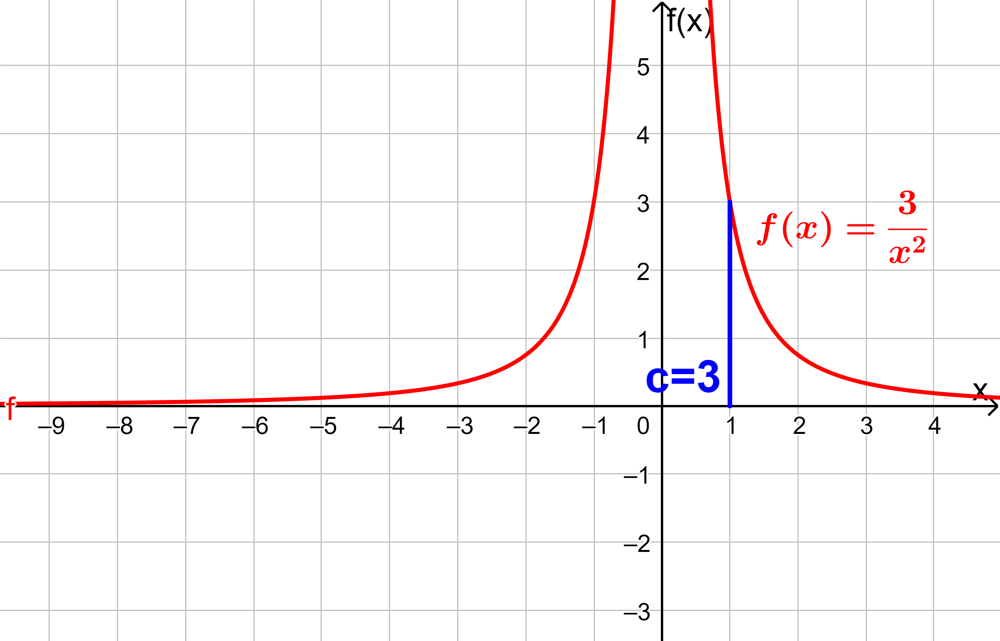 f(x)
5
4
3
f(x) = 3/x²
2
1
c=3
x
f
–9 –8 –7 –6 –5 –4 –3 –2 –1 0 1 2 3 4
–1
–2
–3